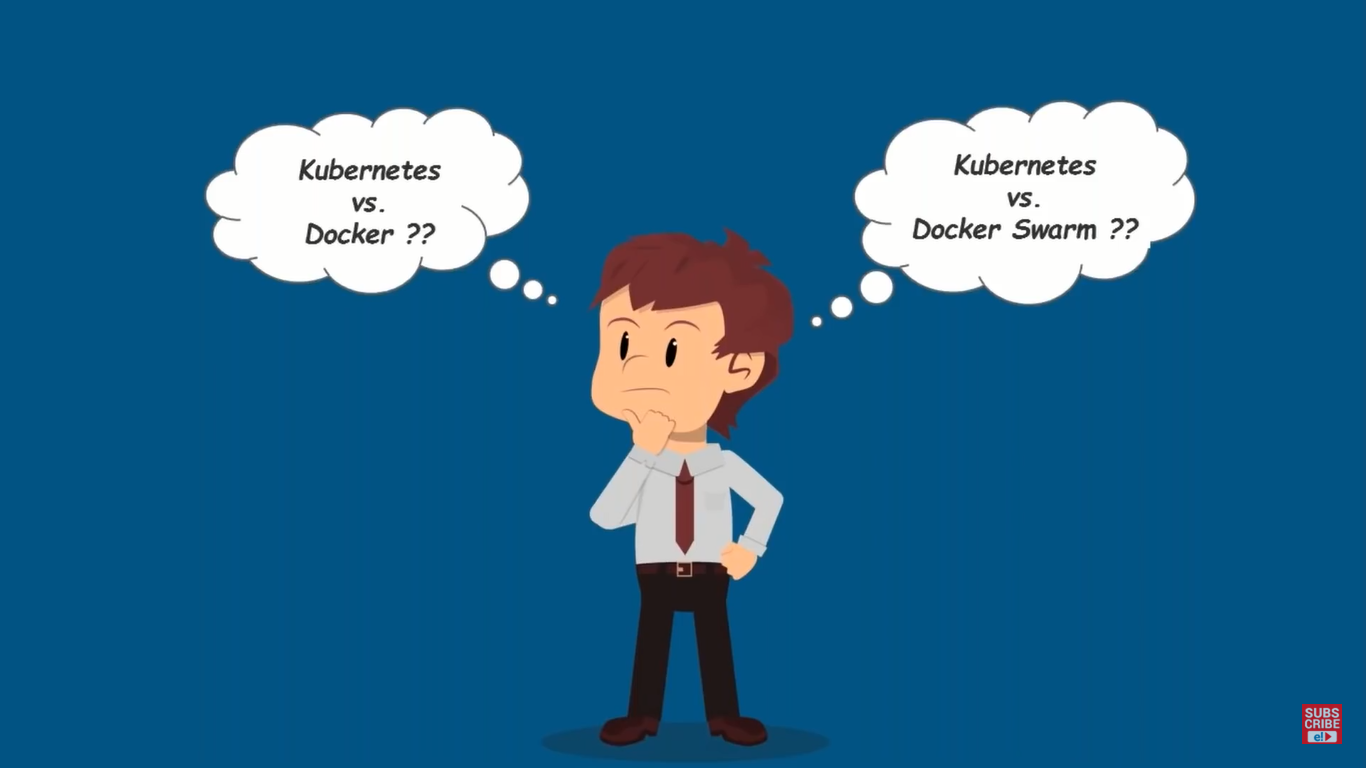 Kubernetes
vs.
Docker ??
Kubernetes
vs.
Docker Swarm ??
SUBS
CRIBE
e!